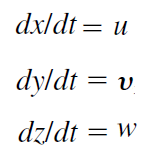 dx/dt = u
dy/dt = υ
dz/dt = w